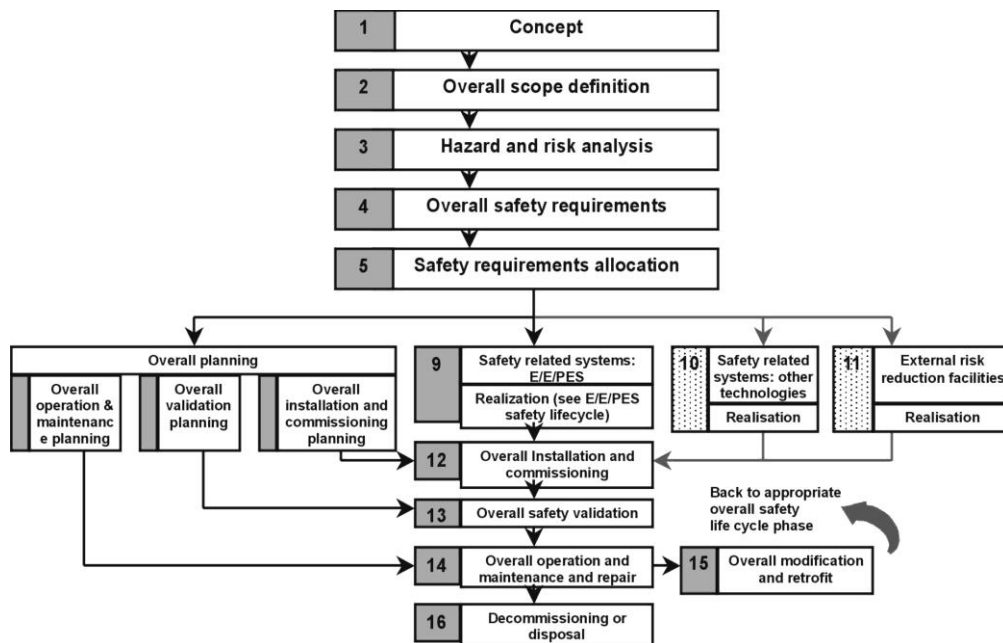 1
Concept
2
Overall scope definition
3
Hazard and risk analysis
4
Overall safety requirements
5
Safety requirements allocation
Overall planning
Overall
operation &
maintenanc
e planning
Overall
validation
planning
Overall
installation and
commissioning
planning
9
Safety related systems:
E/E/PES
Realization (see E/E/PES
safety lifecycle)
10
Safety related
systems: other
technologies
Realisation
11
External risk
reduction facilities
Realisation
12
Overall Installation and
commissioning
13
Overall safety validation
Back to appropriate
overall safety
life cycle phase
14
Overall operation and
maintenance and repair
15
Overall modification
and retrofit
16
Decommissioning or
disposal